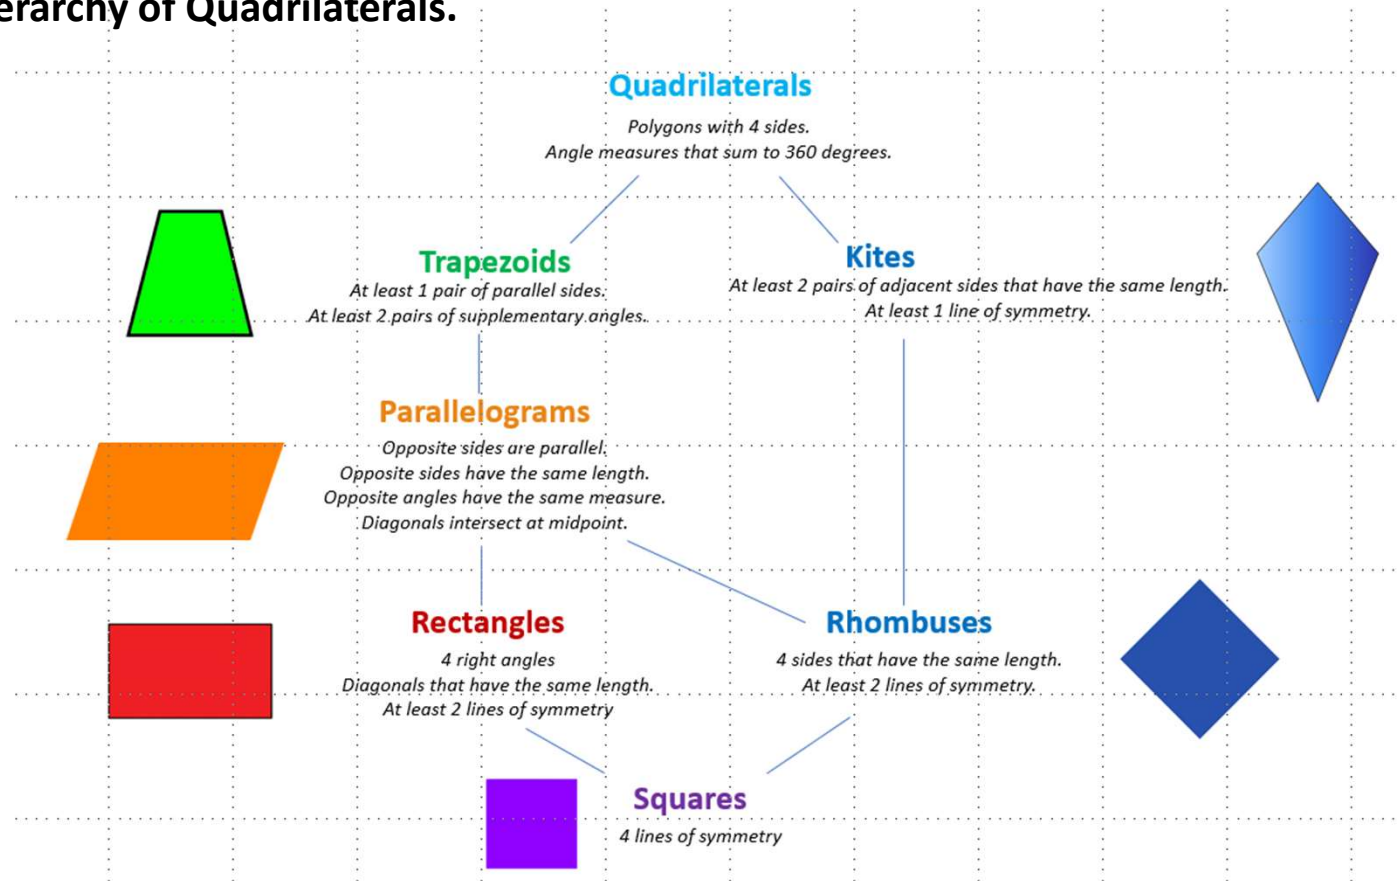 erarchy of Quadrilaterals.
Quadrilaterals
Polygons with 4 sides.
Angle measures that sum to 360 degrees.
Trapezoids
At least 1 pair of parallel sides.
At least 2 pairs of supplementary angles.
Kites
At least 2 pairs of adjacent sides that have the same length.
At least 1 line of symmetry.
Parallelograms
Opposite sides are parallel.
Opposite sides have the same length.
Opposite angles have the same measure.
Diagonals intersect at midpoint.
Rectangles
4 right angles
Diagonals that have the same length.
At least 2 lines of symmetry
Rhombuses
4 sides that have the same length.
At least 2 lines of symmetry.
Squares
4 lines of symmetry